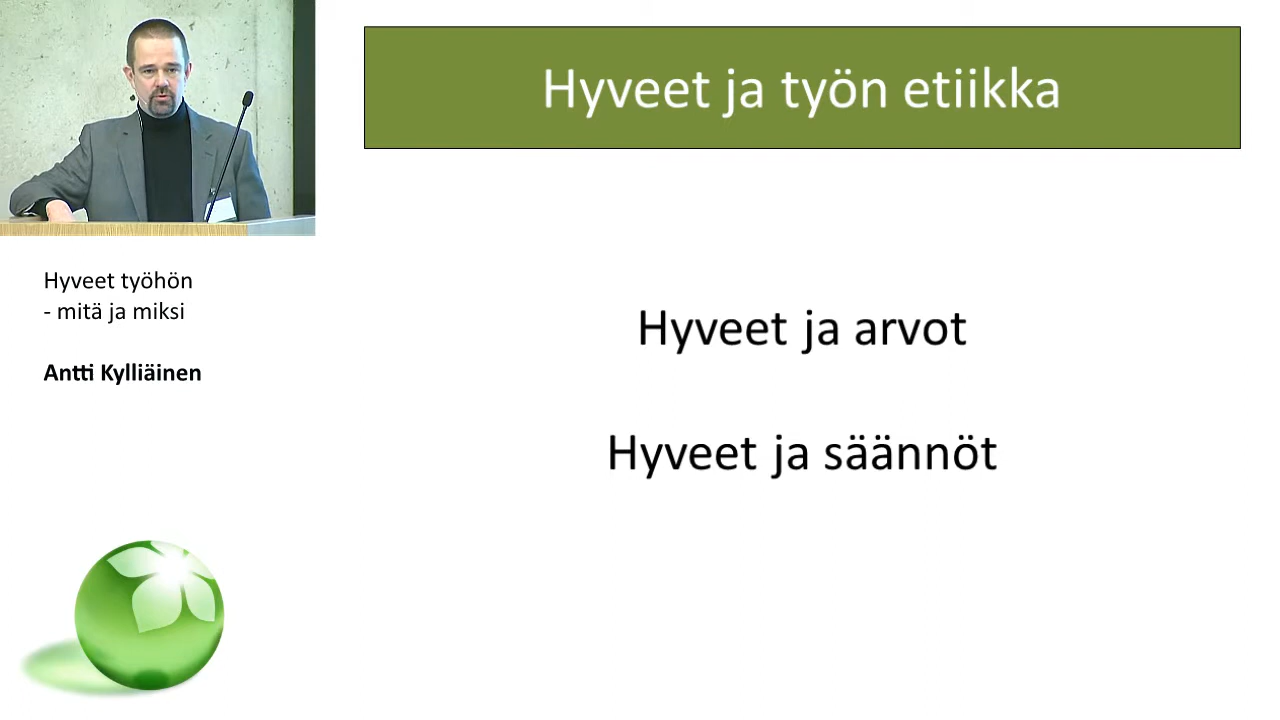 Hyveet ja työn etiikka
Hyveet työhön
- mitä ja miksi
Antti Kylliäinen
Hyveet ja arvot
Hyveet ja säännöt